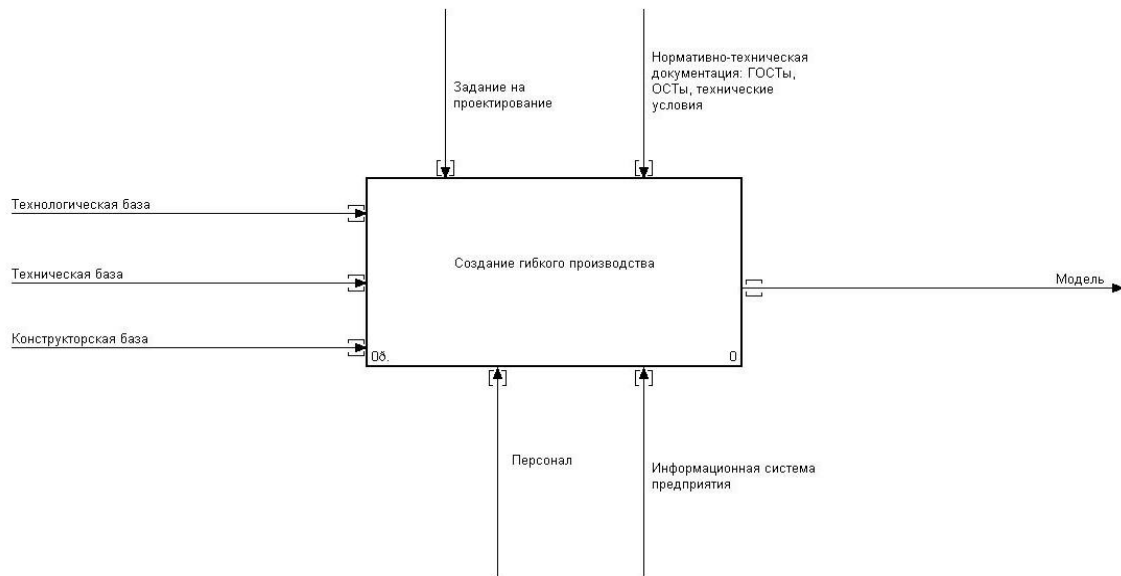 Задание на
проектирование
Нормативно-техническая
документация: ГОСТы,
ОСТы, технические
условия
Технологическая база
Создание гибкого производства
Техническая база
Модель
Конструкторская база
0ð.
0
Персонал
Информационная система
предприятия